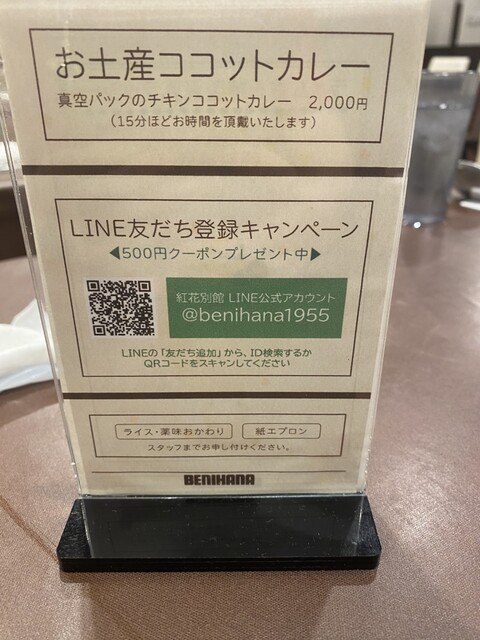 お土産ココットカレー
真空パックのチキンココットカレー 2,000円
(15分ほどお時間を頂戴いたします)
LINE友だち登録キャンペーン
◀500円クーポンプレゼント中▶
紅花別館 LINE公式アカウント
@benihana1955
LINEの「友だち追加」から、ID検索するか
QRコードをスキャンしてください
ライス・薬味おかわり 紙エプロン
スタッフまでお申し付けください。
BENIHANA